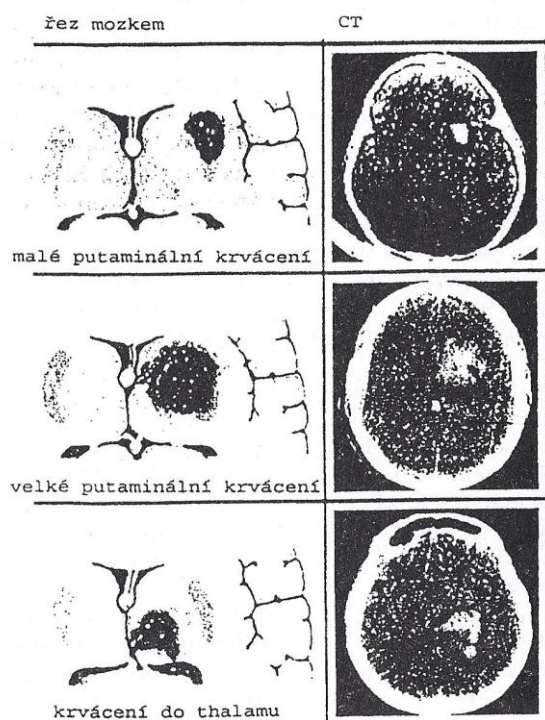 řez mozkem
CT
malé putaminální krvácení
velké putaminální krvácení
krvácení do thalamu